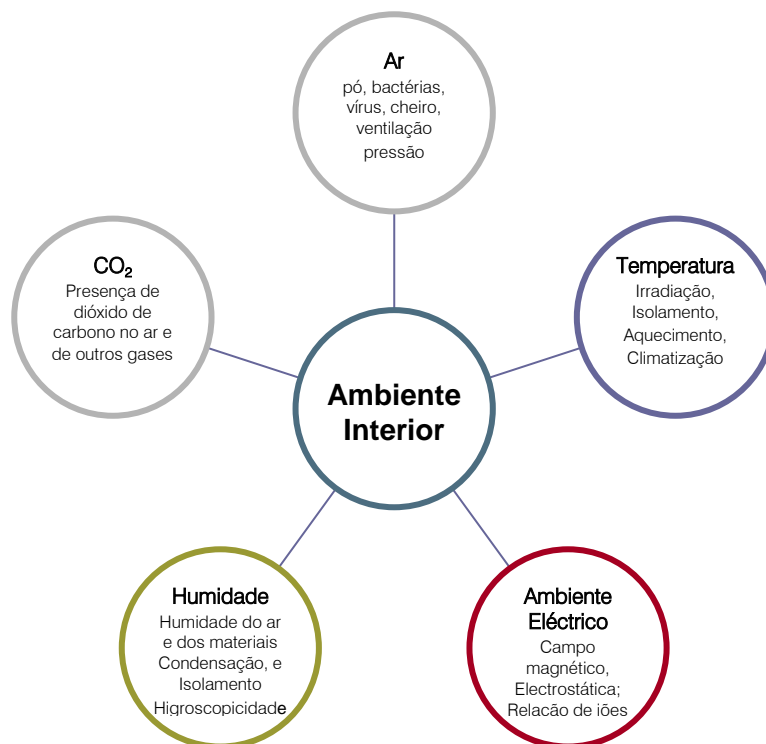 Ar
pó, bactérias,
vírus, cheiro,
ventilação
pressão
CO₂
Presença de
dióxido de
carbono no ar e
de outros gases
Temperatura
Irradiação,
Isolamento,
Aquecimento,
Climatização
Ambiente
Interior
Humidade
Humidade do ar
e dos materiais
Condensação, e
Isolamento
Higroscopicidade
Ambiente
Eléctrico
Campo
magnético,
Electrostática;
Relação de iões